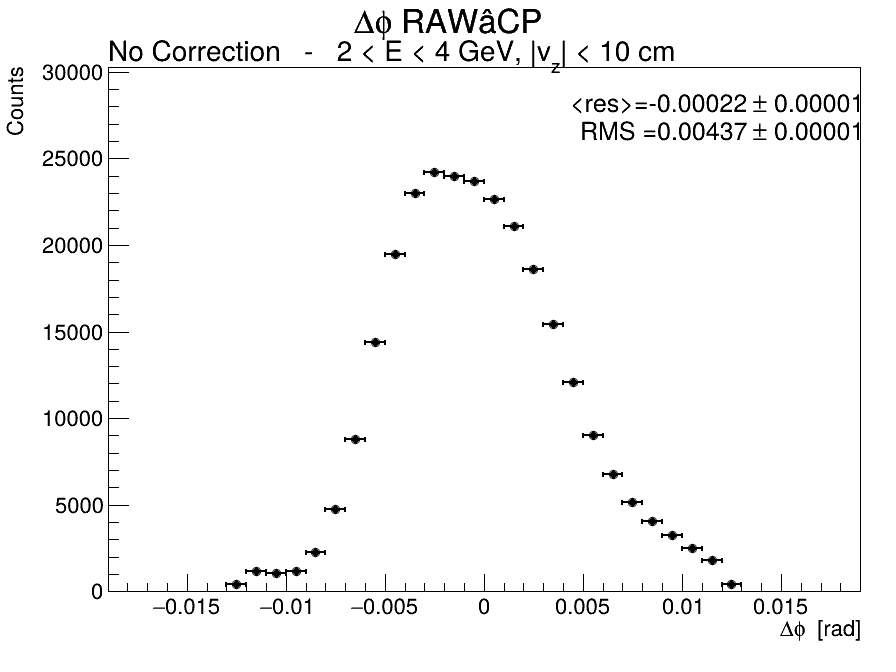 Δϕ RAWâCP
No Correction - 2 < E < 4 GeV, |v_z| < 10 cm
<res>=-0.00022 ± 0.00001
RMS =0.00437 ± 0.00001
Counts
30000
25000
20000
15000
10000
5000
0
−0.015 −0.01 −0.005 0 0.005 0.01 0.015
Δϕ [rad]